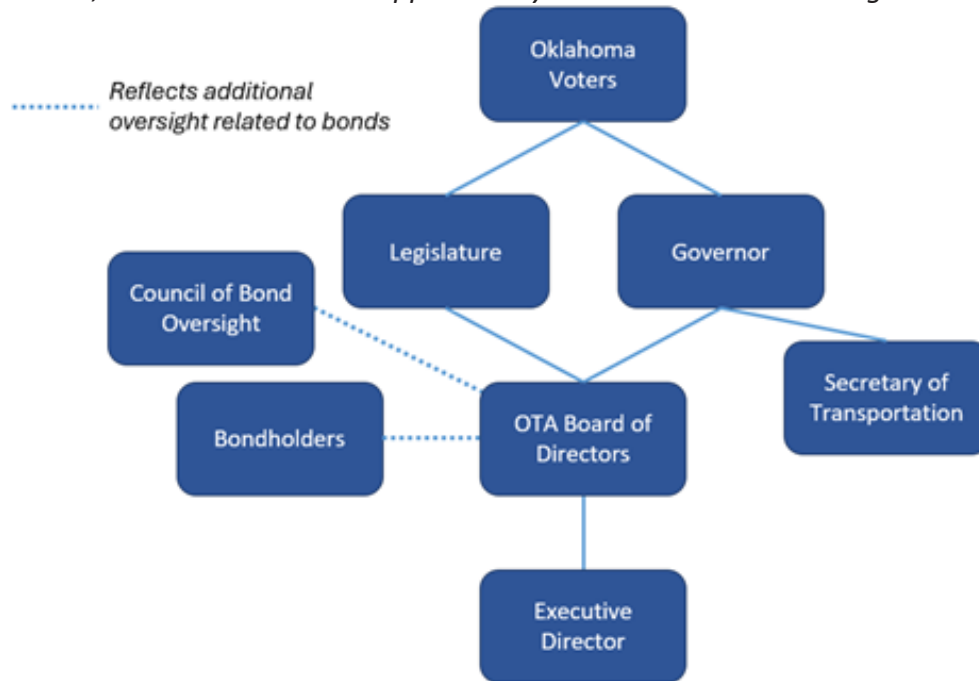 Oklahoma
Voters
Reflects additional
oversight related to bonds
Legislature
Governor
Council of Bond
Oversight
Secretary of
Transportation
Bondholders
OTA Board of
Directors
Executive
Director